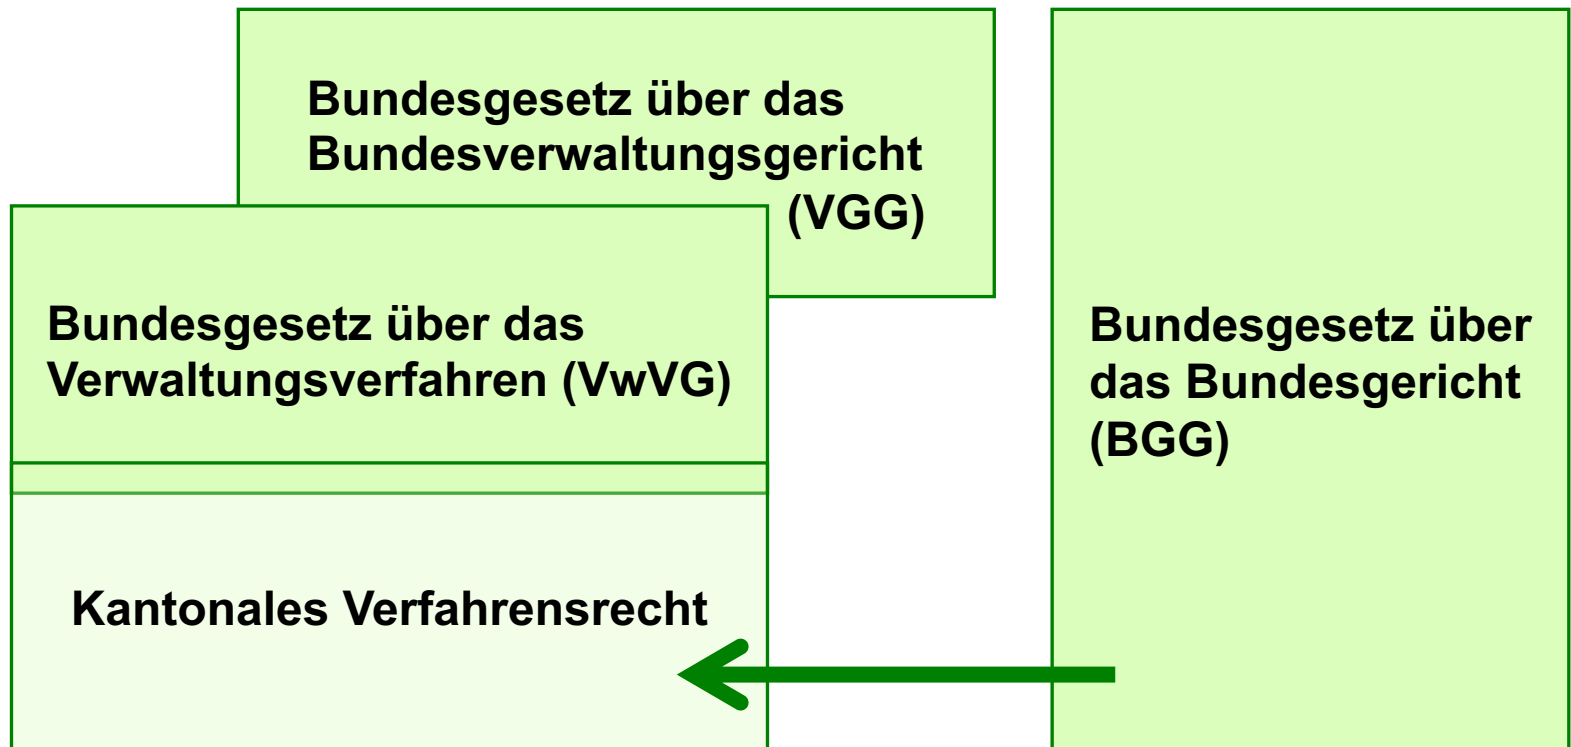 Bundesgesetz über das
Bundesverwaltungsgericht
(VGG)
Bundesgesetz über das
Verwaltungsverfahren (VwVG)
Kantonales Verfahrensrecht
Bundesgesetz über
das Bundesgericht
(BGG)